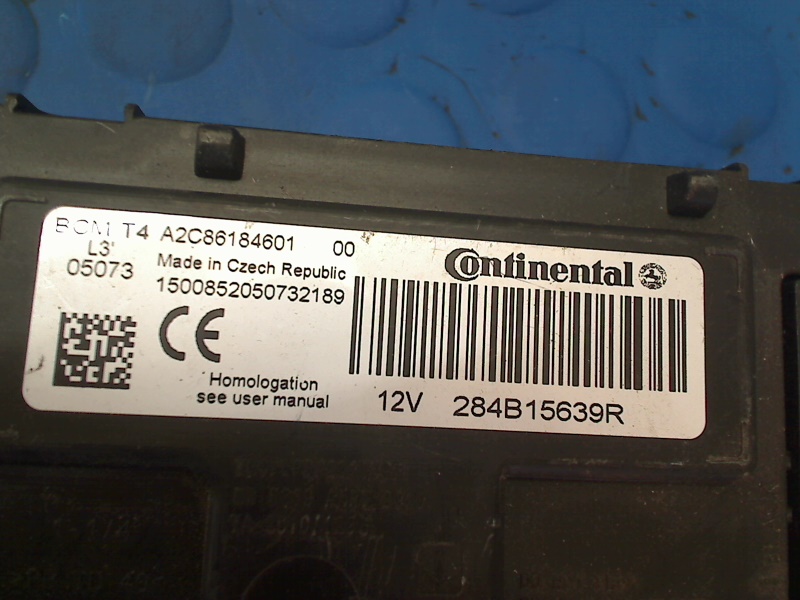 BCM T4 A2C86184601 00
L3'
05073
Made in Czech Republic
1500852050732189
CE
Homologation
see user manual
Continental
12V 284B15639R